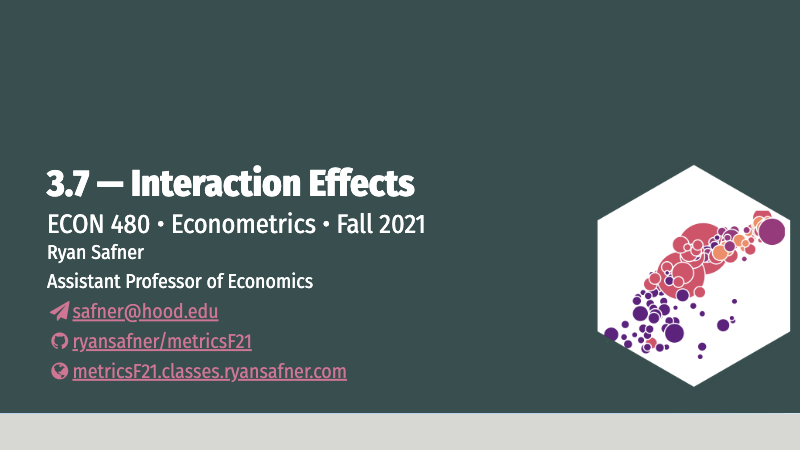 3.7 — Interaction Effects
ECON 480 • Econometrics • Fall 2021
Ryan Safner
Assistant Professor of Economics
safner@hood.edu
ryansafner/metricsF21
metricsF21.classes.ryansafner.com